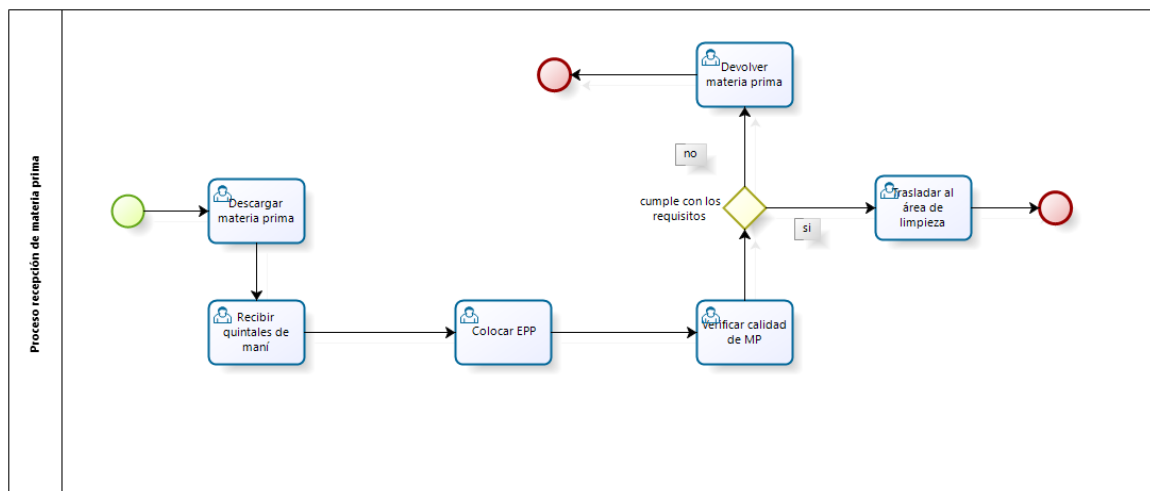 Proceso recepción de materia prima
Descargar
materia prima
Recibir
quintales de
maní
Colocar EPP
Verificar calidad
de MP
cumple con los
requisitos
no
Devolver
materia prima
si
Trasladar al
área de
limpieza